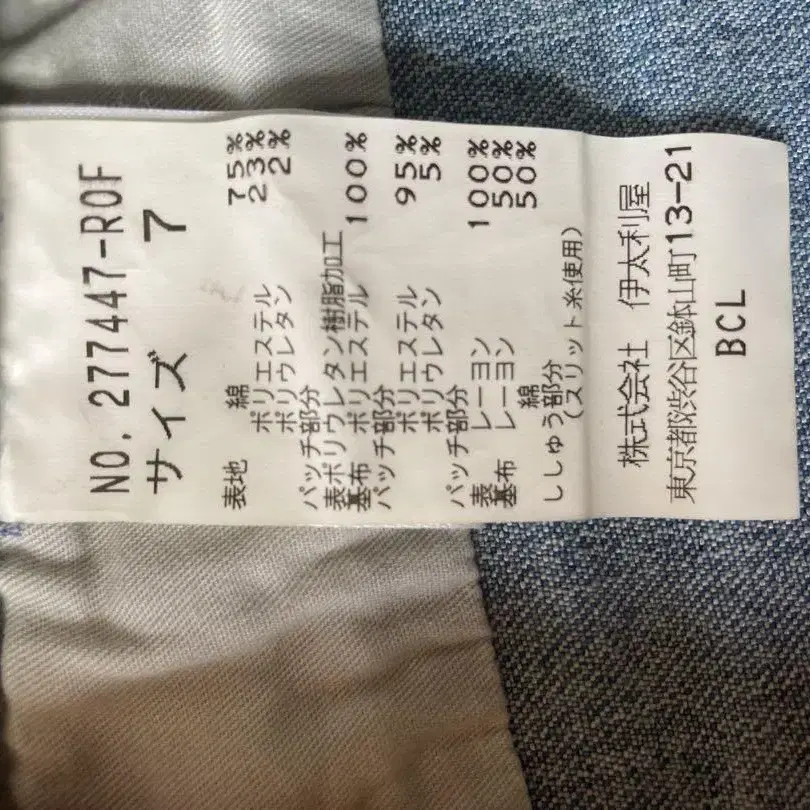 NO. 277447-R0F
サイズ 7
表地 綿 75%
ポリエステル 23%
ポリウレタン 2%
パッチ部分
表ポリウレタン樹脂加工
基布 ポリエステル 100%
パッチ部分
ポリエステル 95%
ポリウレタン 5%
パッチ部分
表 レーヨン 100%
基布 レーヨン 50%
綿 50%
ししゅう部分
(スリット糸使用)
株式会社 伊太利屋
東京都渋谷区鉢山町13-21
BCL